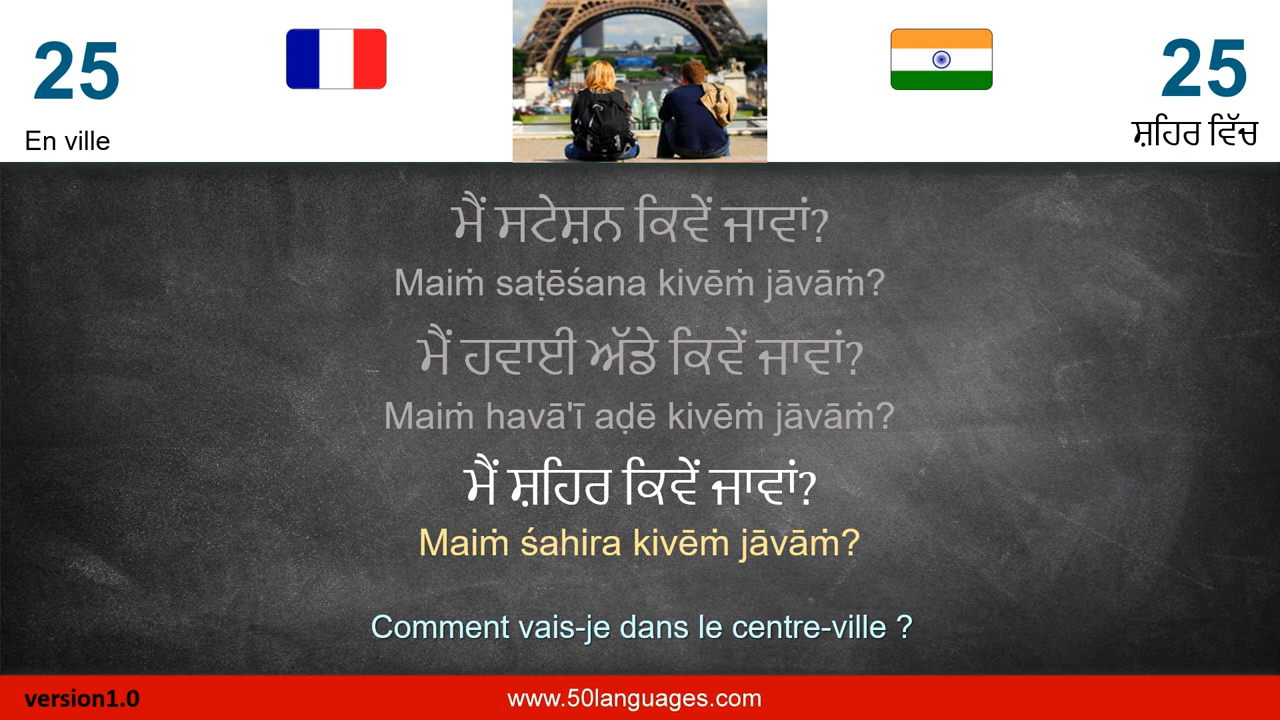 25
En ville
25
ਸ਼ਹਿਰ ਵਿੱਚ
ਮੈਂ ਸਟੇਸ਼ਨ ਕਿਵੇਂ ਜਾਵਾਂ?
Maiṁ saṭēśana kivēṁ jāvāṁ?
ਮੈਂ ਹਵਾਈ ਅੱਡੇ ਕਿਵੇਂ ਜਾਵਾਂ?
Maiṁ havā'ī aḍē kivēṁ jāvāṁ?
ਮੈਂ ਸ਼ਹਿਰ ਕਿਵੇਂ ਜਾਵਾਂ?
Maiṁ śahira kivēṁ jāvāṁ?
Comment vais-je dans le centre-ville ?
version1.0
www.50languages.com